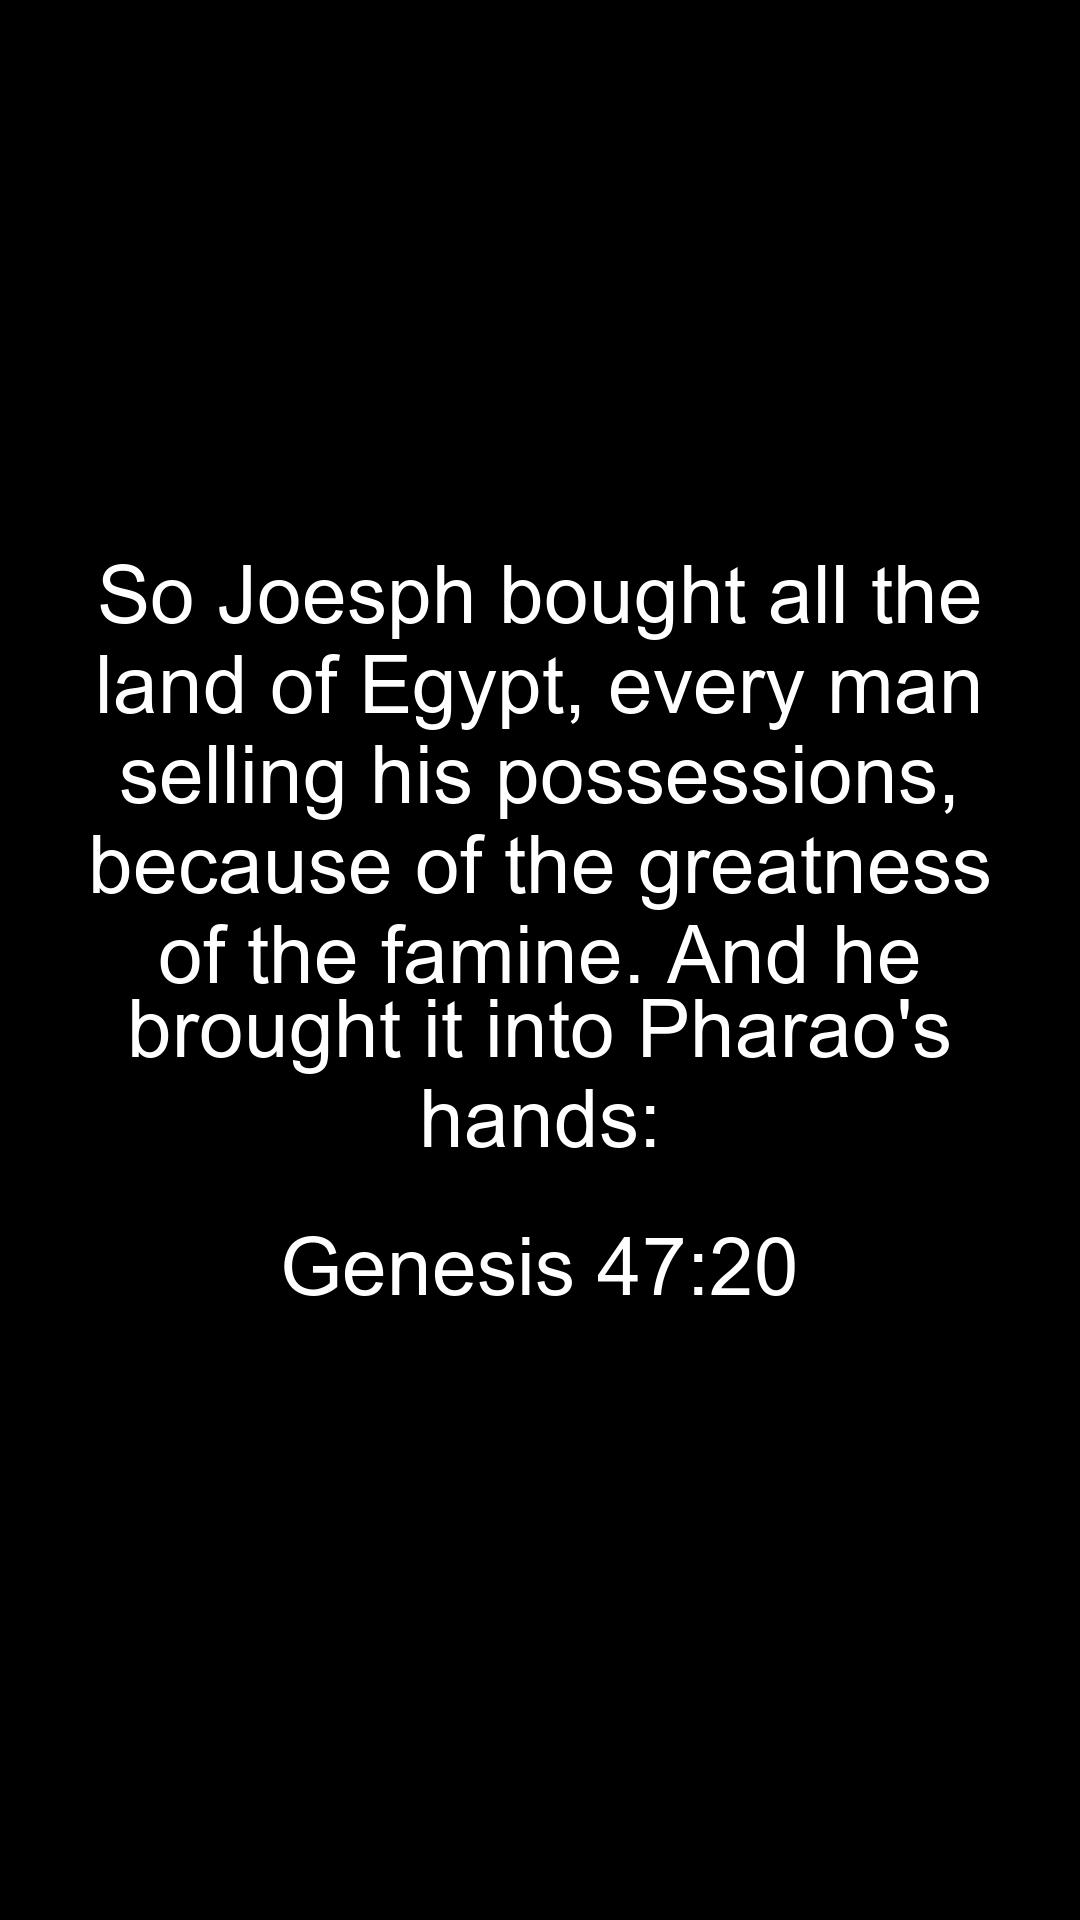 So Joesph bought all the
land of Egypt, every man
selling his possessions,
because of the greatness
of the famine. And he
brought it into Pharao's
hands:
Genesis 47:20